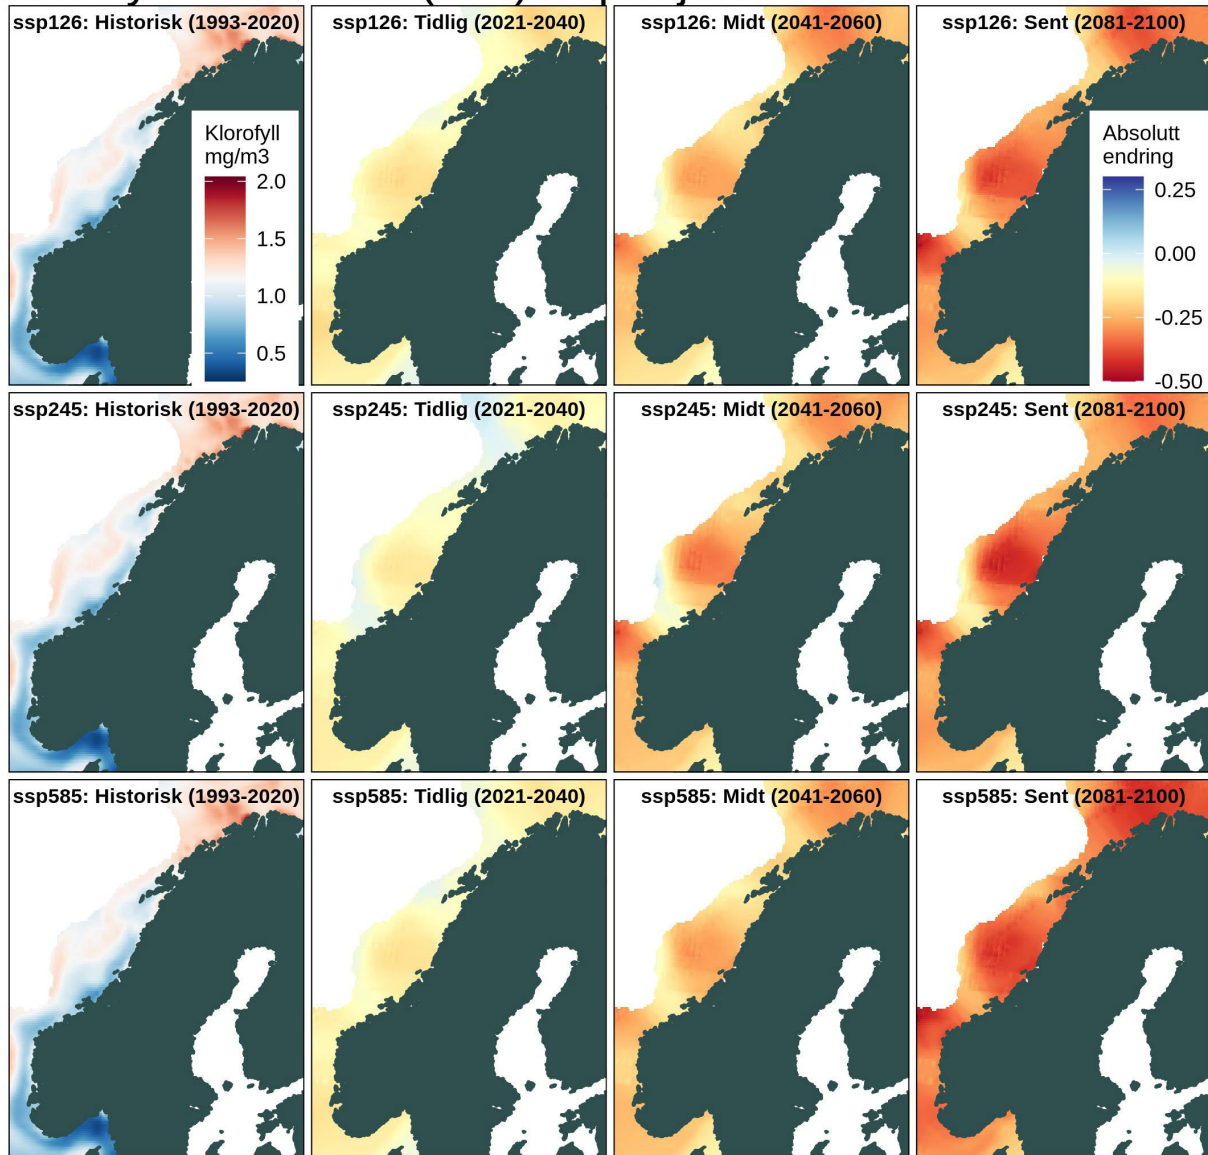 ssp126: Historisk (1993-2020)
ssp126: Tidlig (2021-2040)
ssp126: Midt (2041-2060)
ssp126: Sent (2081-2100)
Klorofyll
mg/m3
2.0
1.5
1.0
0.5
Absolutt
endring
0.25
0.00
-0.25
-0.50
ssp245: Historisk (1993-2020)
ssp245: Tidlig (2021-2040)
ssp245: Midt (2041-2060)
ssp245: Sent (2081-2100)
ssp585: Historisk (1993-2020)
ssp585: Tidlig (2021-2040)
ssp585: Midt (2041-2060)
ssp585: Sent (2081-2100)